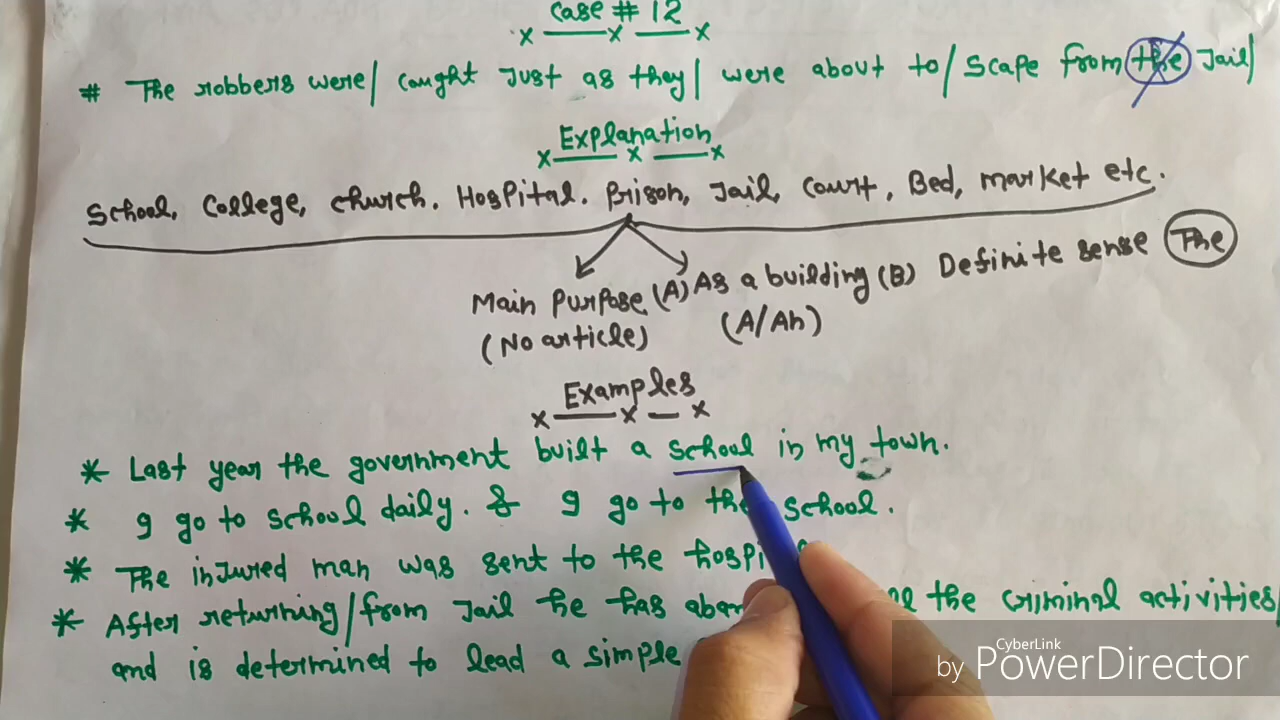 Case # 12
# The robbers were/ caught Just as they/ were about to/ Scape from the Jail/
Explanation
School, College, church. Hospital. Prison, Jail, Court, Bed, market etc.
Main Purpose (A) As a building (B) Definite sense The
(No article) (A/An)
Examples
* Last year the government built a school in my town.
* I go to school daily. & I go to the school.
* The injured man was sent to the
* After returning/from Jail he has the criminal activities/
and is determined to lead a simple
CyberLink
by PowerDirector